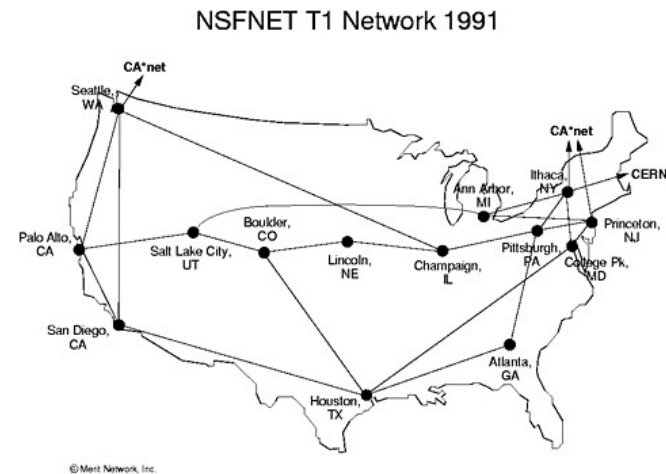 NSFNET T1 Network 1991
CA*net
Seattle,
WA
CA*net
Ithaca,
NY
CERN
Ann Arbor,
MI
Boulder,
CO
Palo Alto,
CA
Salt Lake City,
UT
Lincoln,
NE
Champaign,
IL
Pittsburgh,
PA
Princeton,
NJ
College Pk,
MD
San Diego,
CA
Atlanta,
GA
Houston,
TX
© Merit Network, Inc.